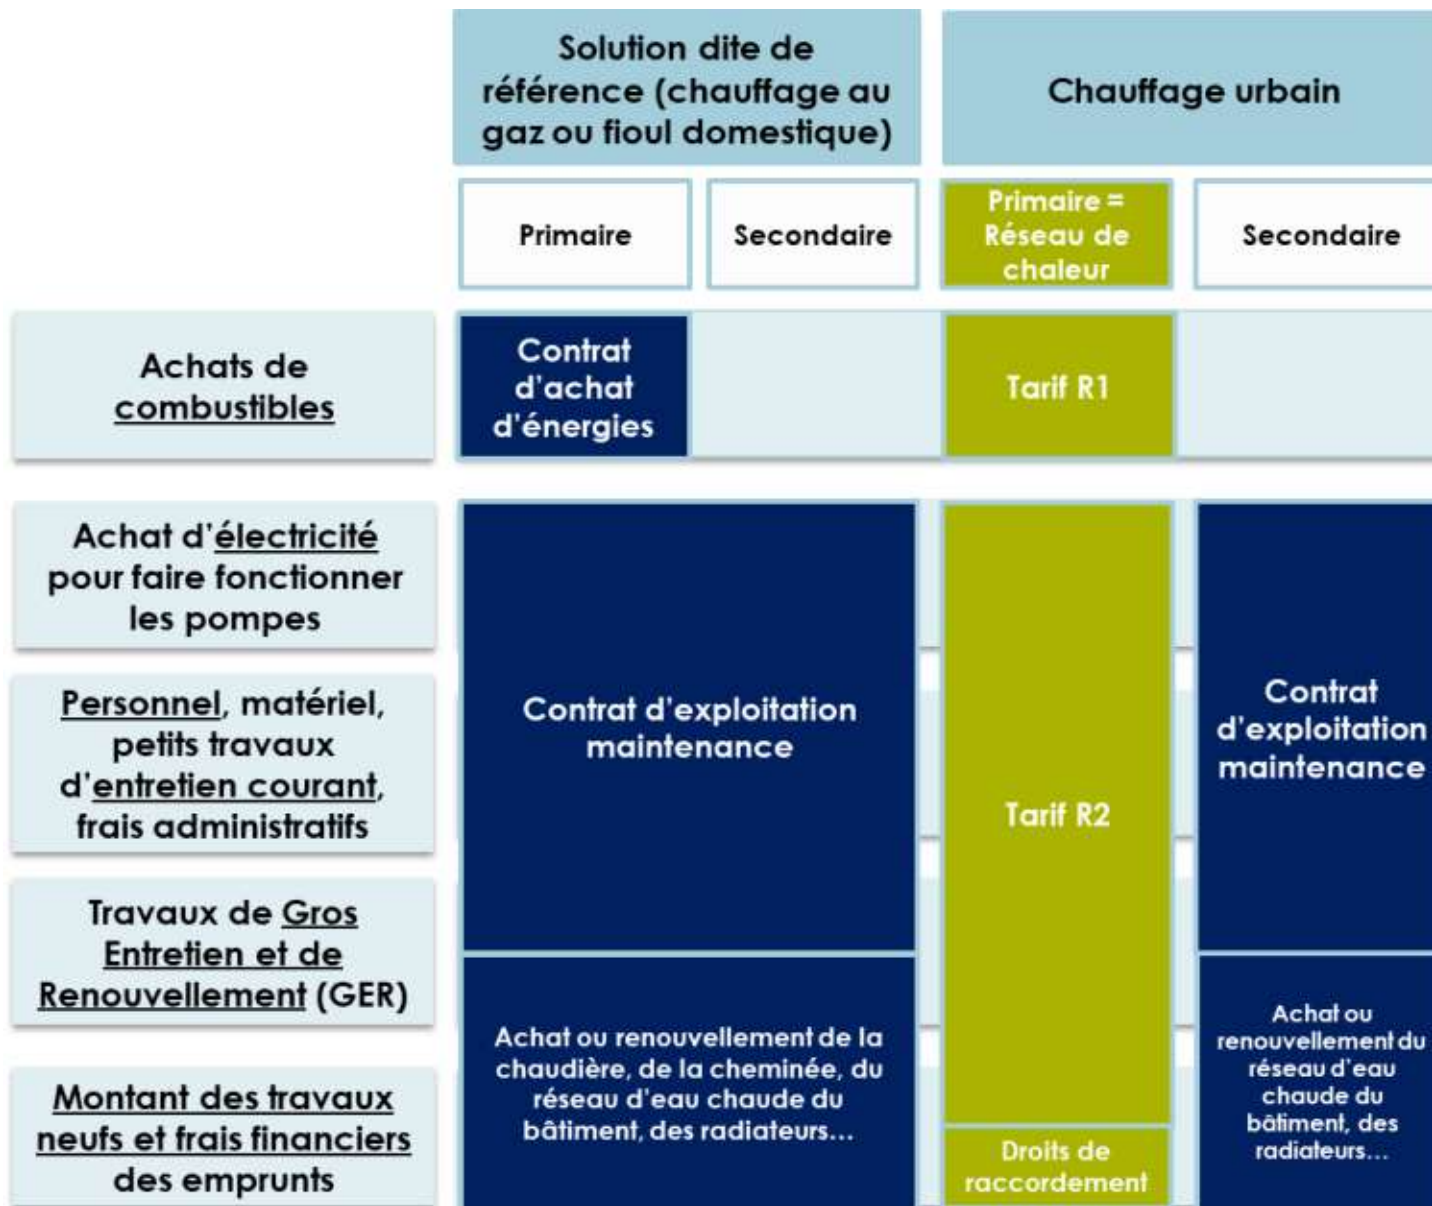 Solution dite de
référence (chauffage au
gaz ou fioul domestique)
Chauffage urbain
Primaire
Secondaire
Primaire =
Réseau de
chaleur
Secondaire
Achats de
combustibles
Contrat
d'achat
d'énergies
Tarif R1
Achat d'électricité
pour faire fonctionner
les pompes
Personnel, matériel,
petits travaux
d'entretien courant,
frais administratifs
Travaux de Gros
Entretien et de
Renouvellement (GER)
Montant des travaux
neufs et frais financiers
des emprunts
Contrat d'exploitation
maintenance
Achat ou renouvellement de la
chaudière, de la cheminée, du
réseau d'eau chaude du
bâtiment, des radiateurs...
Tarif R2
Droits de
raccordement
Contrat
d'exploitation
maintenance
Achat ou
renouvellement du
réseau d'eau
chaude du
bâtiment, des
radiateurs...